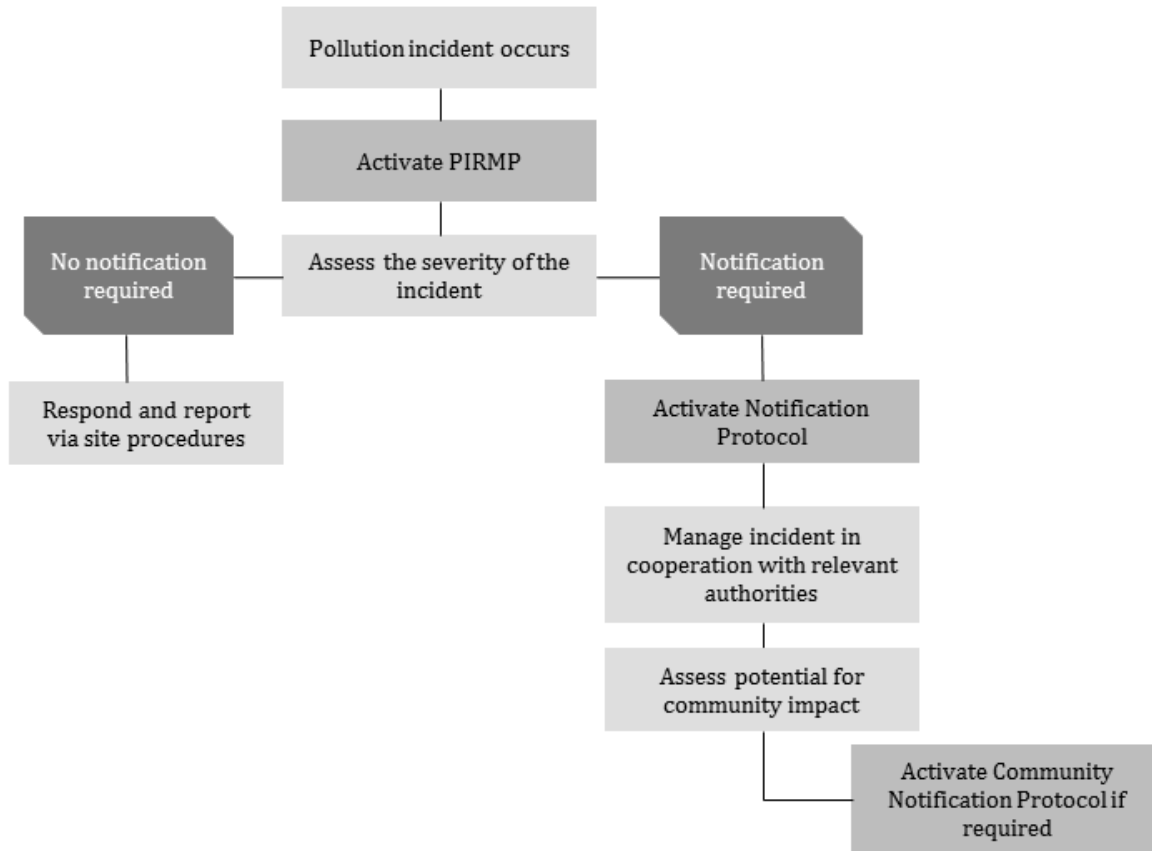 Pollution incident occurs
Activate PIRMP
No notification
required
Assess the severity of the
incident
Notification
required
Respond and report
via site procedures
Activate Notification
Protocol
Manage incident in
cooperation with relevant
authorities
Assess potential for
community impact
Activate Community
Notification Protocol if
required